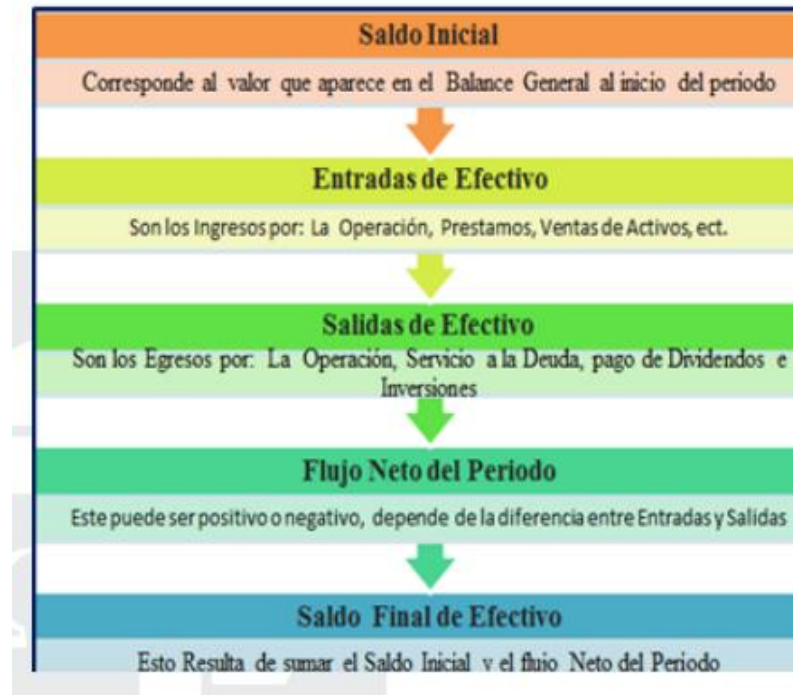 Saldo Inicial
Corresponde al valor que aparece en el Balance General al inicio del periodo
Entradas de Efectivo
Son los Ingresos por: La Operación, Prestamos, Ventas de Activos, ect.
Salidas de Efectivo
Son los Egresos por: La Operación, Servicio a la Deuda, pago de Dividendos e
Inversiones
Flujo Neto del Periodo
Este puede ser positivo o negativo, depende de la diferencia entre Entradas y Salidas
Saldo Final de Efectivo
Esto Resulta de sumar el Saldo Inicial y el flujo Neto del Periodo